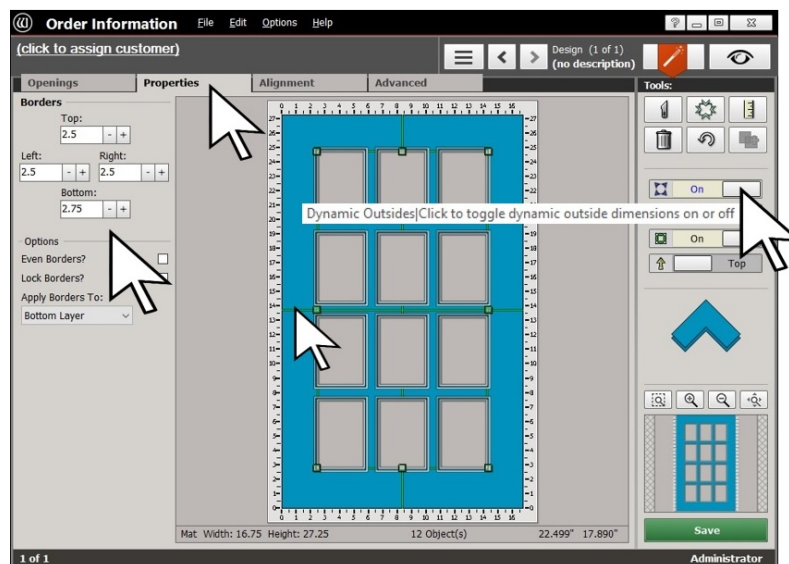 Order Information File Edit Options Help
(click to assign customer)
Design (1 of 1)
(no description)
Openings Properties Alignment Advanced
Tools:
Borders
Top:
2.5 - +
Left: Right:
2.5 - + 2.5 - +
Bottom:
2.75 - +
Options
Even Borders?
Lock Borders?
Apply Borders To:
Bottom Layer
On
Dynamic Outsides|Click to toggle dynamic outside dimensions on or off
On
Top
Mat Width: 16.75 Height: 27.25 12 Object(s) 22.499" 17.890"
Save
1 of 1 Administrator